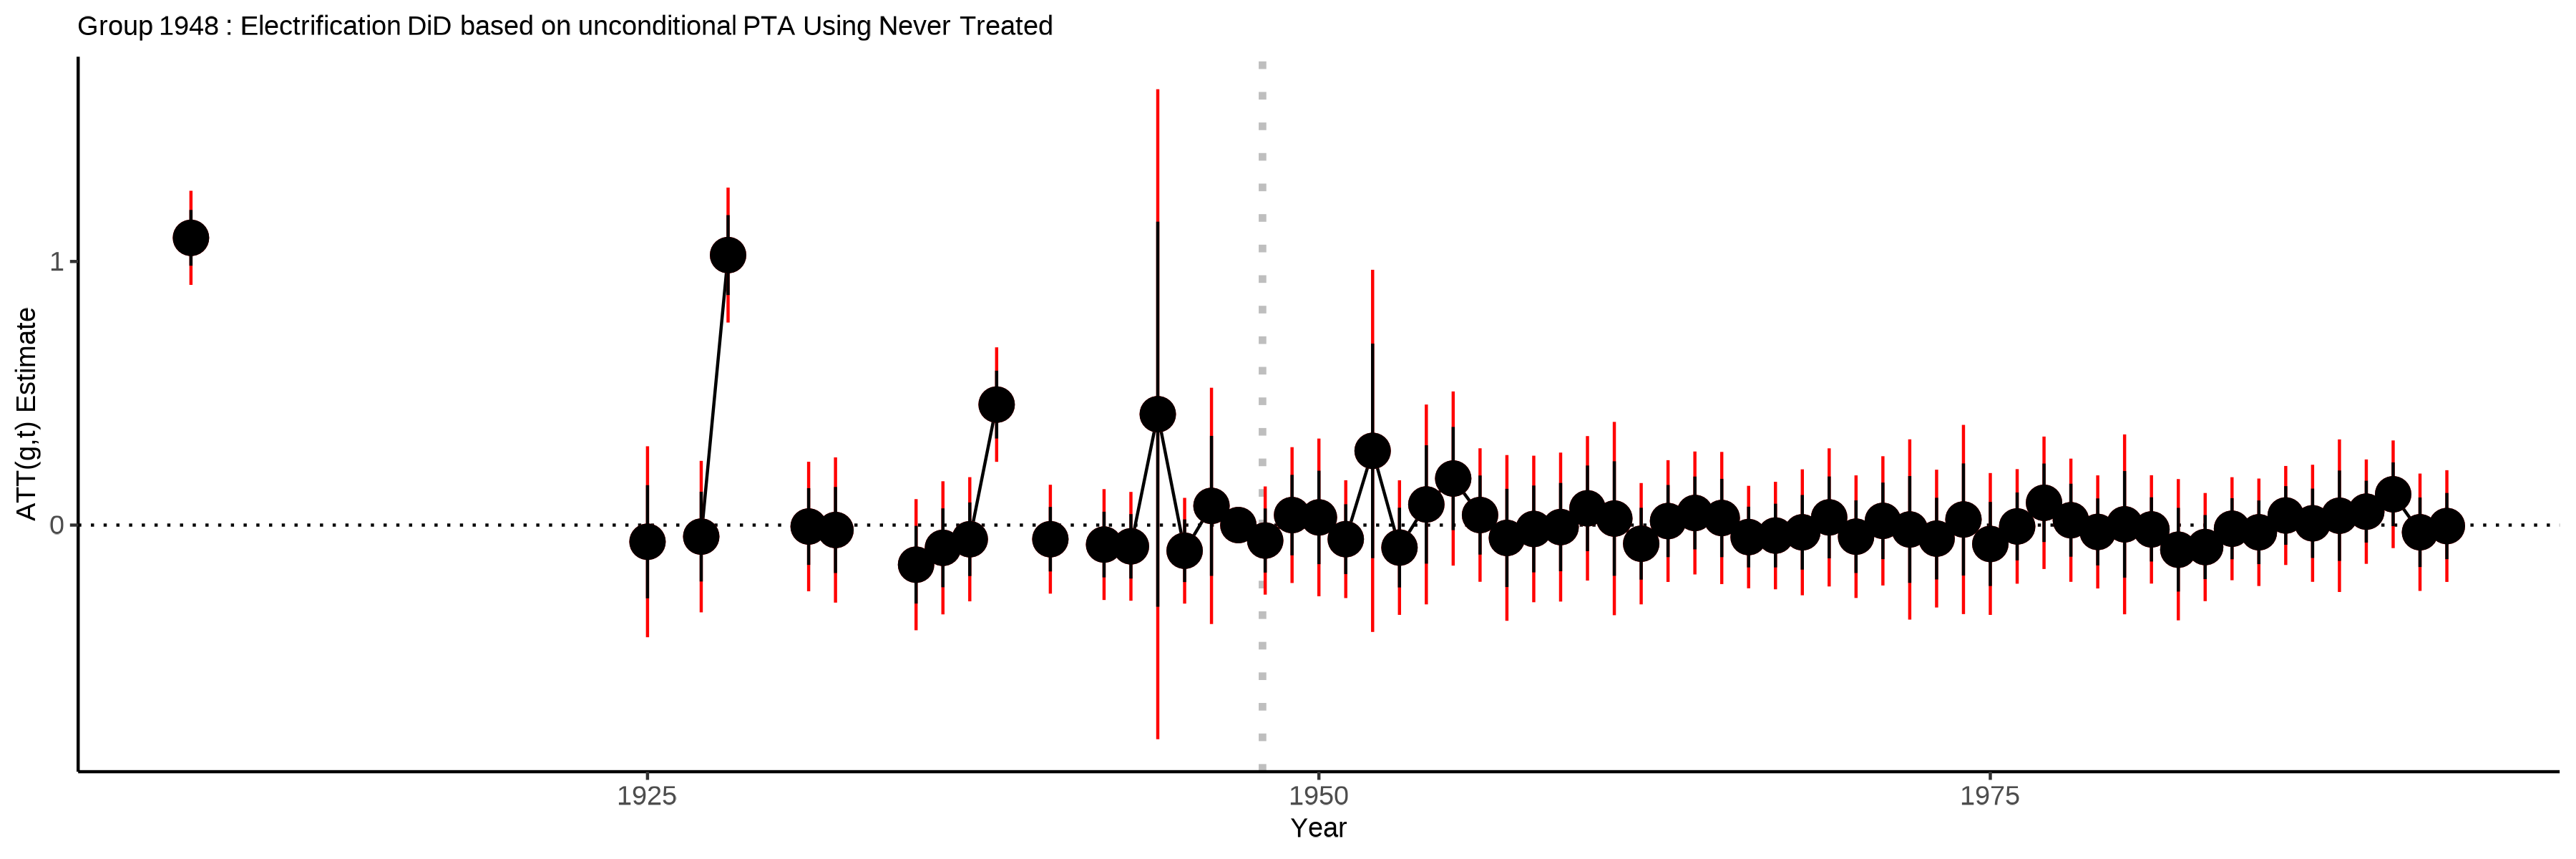 Group 1948 : Electrification DiD based on unconditional PTA Using Never Treated
ATT(g,t) Estimate
1
0
1925
1950
1975
Year